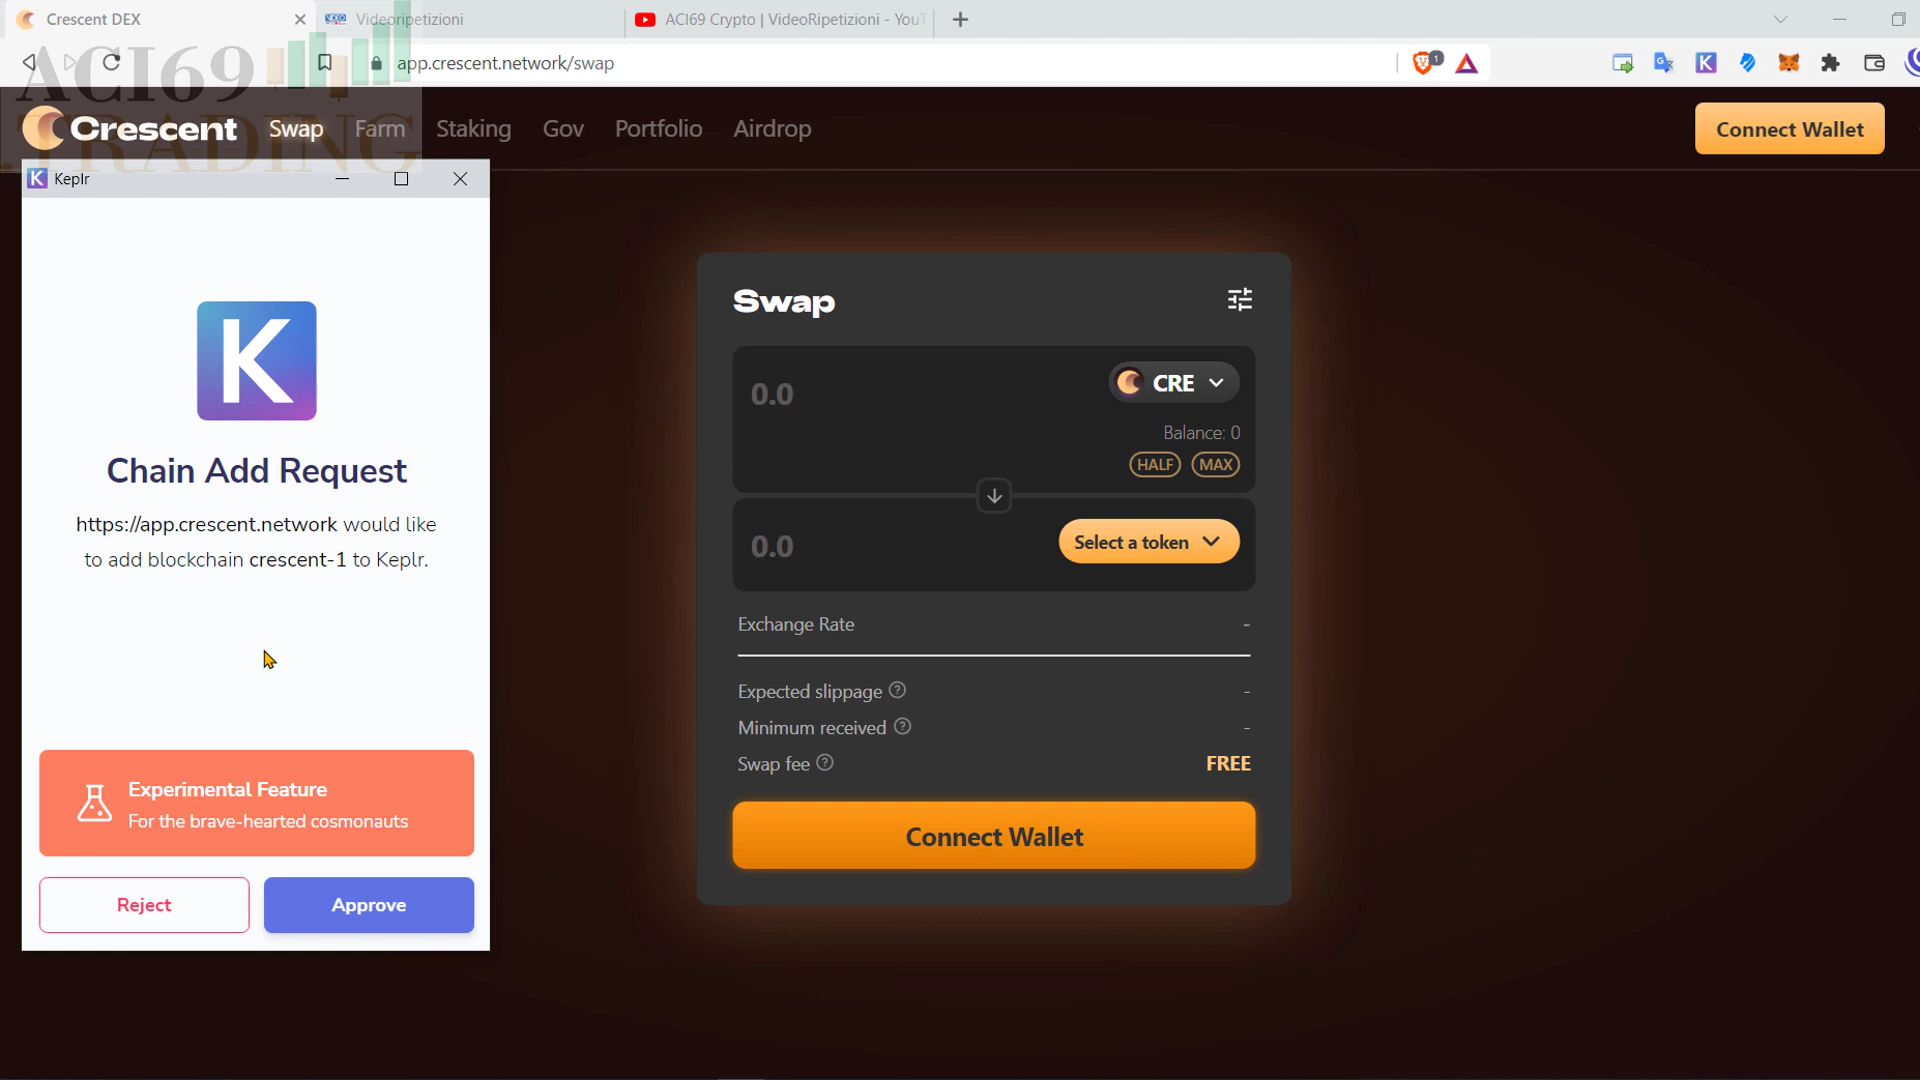 Crescent DEX
Videoripetizioni
ACI69 Crypto | VideoRipetizioni - YouT
app.crescent.network/swap
1
ACI69
.TRADING
Crescent
Swap
Farm
Staking
Gov
Portfolio
Airdrop
Connect Wallet
K Keplr
K
Chain Add Request
https://app.crescent.network would like
to add blockchain crescent-1 to Keplr.
Experimental Feature
For the brave-hearted cosmonauts
Reject
Approve
Swap
0.0
CRE
Balance: 0
HALF
MAX
0.0
Select a token
Exchange Rate
-
Expected slippage ?
-
Minimum received ?
-
Swap fee ?
FREE
Connect Wallet